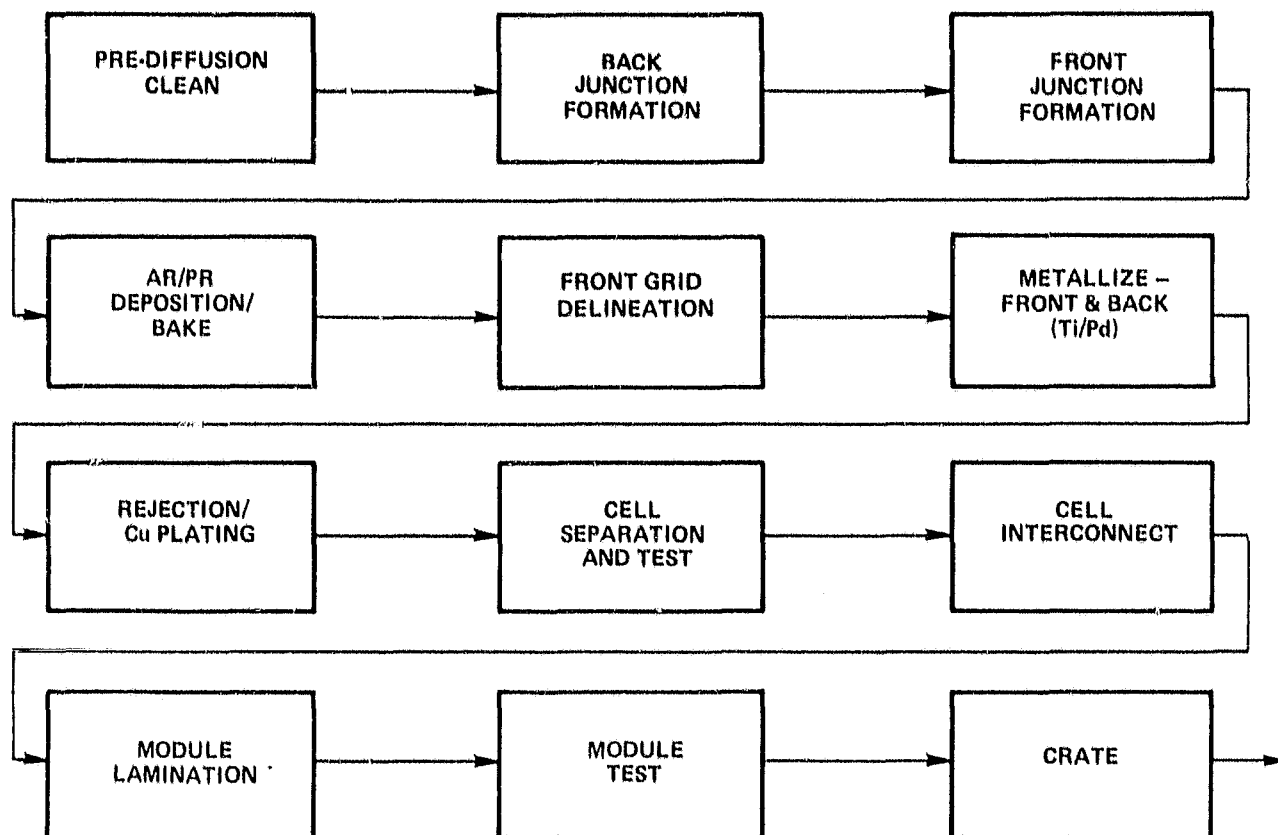 PRE-DIFFUSION
CLEAN
BACK
JUNCTION
FORMATION
FRONT
JUNCTION
FORMATION
AR/PR
DEPOSITION/
BAKE
FRONT GRID
DELINEATION
METALLIZE –
FRONT & BACK
(Ti/Pd)
REJECTION/
Cu PLATING
CELL
SEPARATION
AND TEST
CELL
INTERCONNECT
MODULE
LAMINATION
MODULE
TEST
CRATE